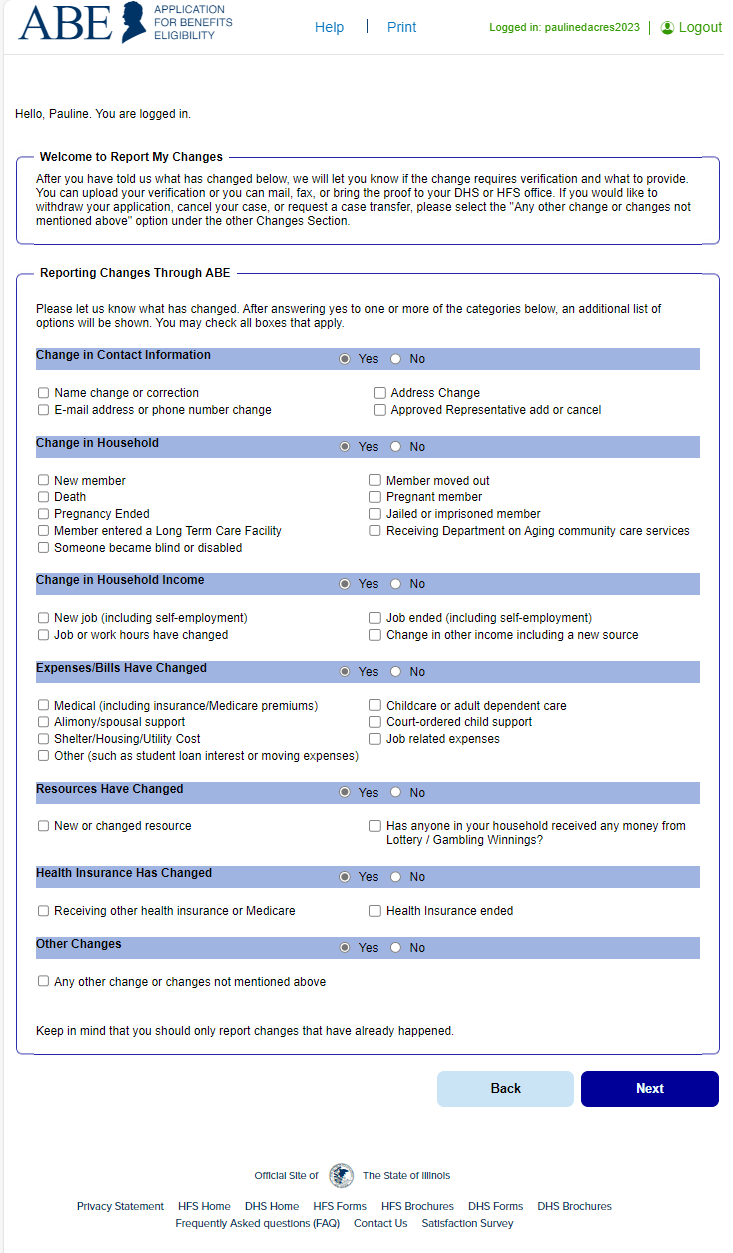 ABE
APPLICATION
FOR BENEFITS
ELIGIBILITY
Help | Print
Logged in: paulinedacres2023 | Logout
Hello, Pauline. You are logged in.
Welcome to Report My Changes
After you have told us what has changed below, we will let you know if the change requires verification and what to provide.
You can upload your verification or you can mail, fax, or bring the proof to your DHS or HFS office. If you would like to
withdraw your application, cancel your case, or request a case transfer, please select the "Any other change or changes not
mentioned above" option under the other Changes Section.
Reporting Changes Through ABE
Please let us know what has changed. After answering yes to one or more of the categories below, an additional list of
options will be shown. You may check all boxes that apply.
Change in Contact Information Yes No
Name change or correction Address Change
E-mail address or phone number change Approved Representative add or cancel
Change in Household Yes No
New member Member moved out
Death Pregnant member
Pregnancy Ended Jailed or imprisoned member
Member entered a Long Term Care Facility Receiving Department on Aging community care services
Someone became blind or disabled
Change in Household Income Yes No
New job (including self-employment) Job ended (including self-employment)
Job or work hours have changed Change in other income including a new source
Expenses/Bills Have Changed Yes No
Medical (including insurance/Medicare premiums) Childcare or adult dependent care
Alimony/spousal support Court-ordered child support
Shelter/Housing/Utility Cost Job related expenses
Other (such as student loan interest or moving expenses)
Resources Have Changed Yes No
New or changed resource Has anyone in your household received any money from
Lottery / Gambling Winnings?
Health Insurance Has Changed Yes No
Receiving other health insurance or Medicare Health Insurance ended
Other Changes Yes No
Any other change or changes not mentioned above
Keep in mind that you should only report changes that have already happened.
Back Next
Official Site of The State of Illinois
Privacy Statement HFS Home DHS Home HFS Forms HFS Brochures DHS Forms DHS Brochures
Frequently Asked questions (FAQ) Contact Us Satisfaction Survey